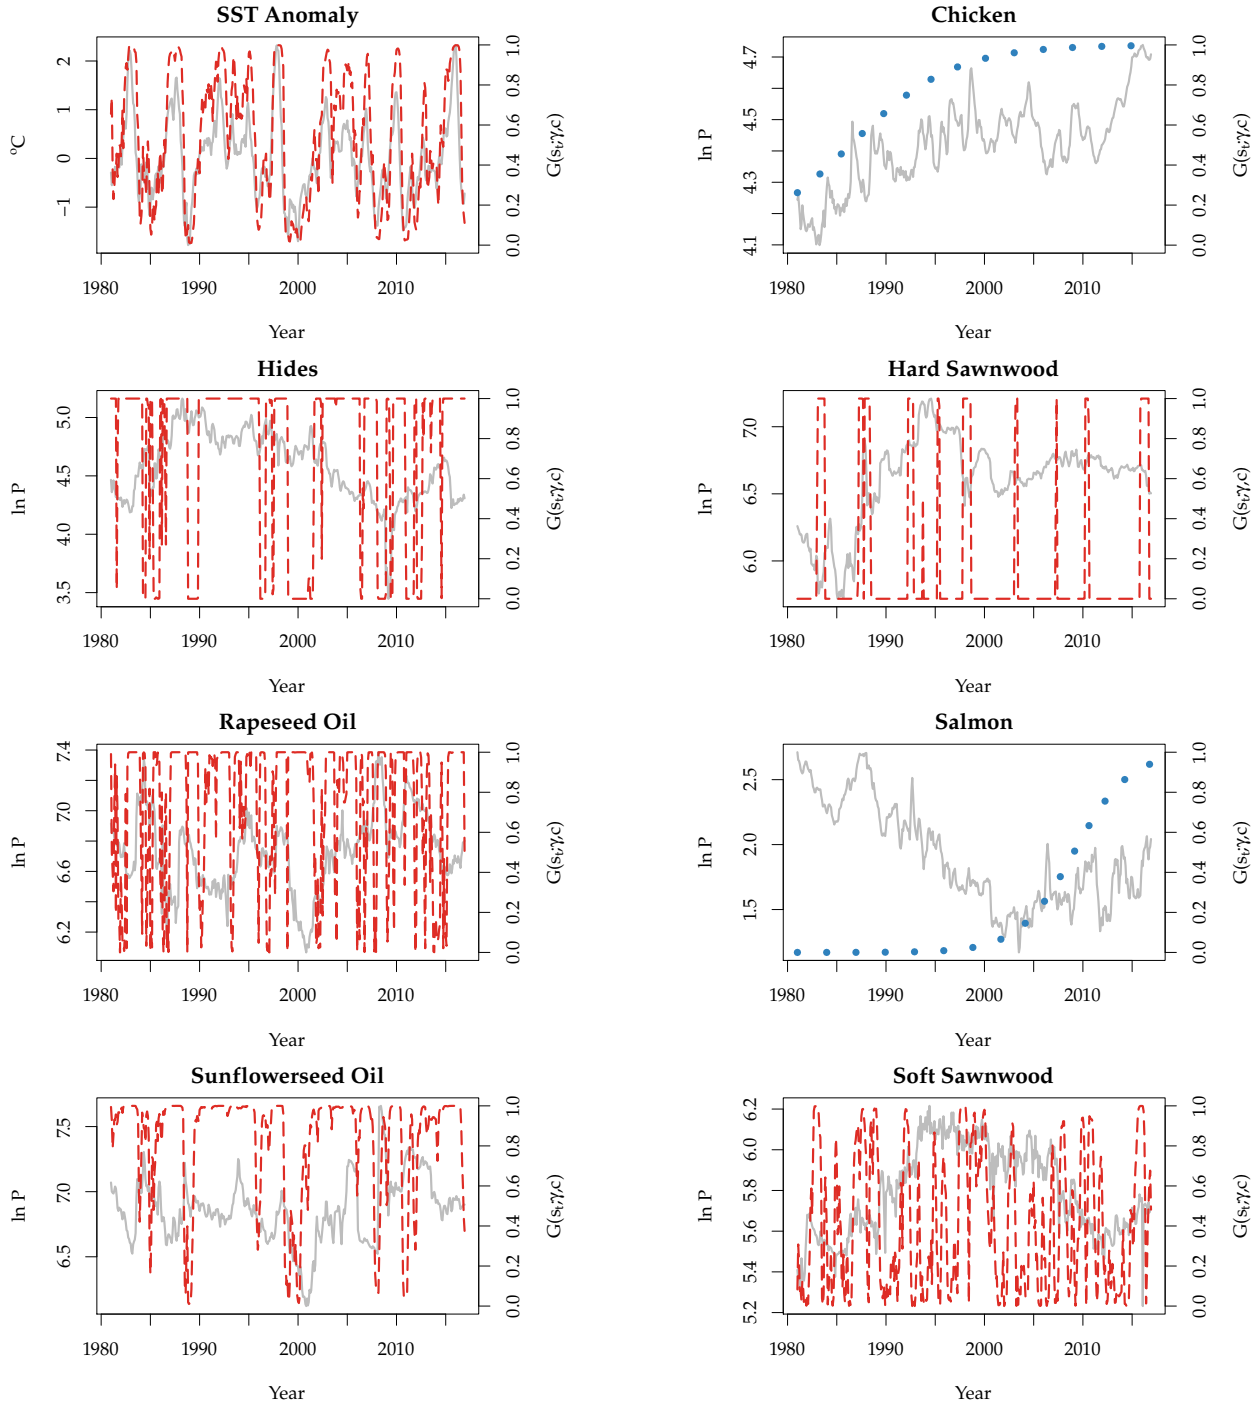 SST Anomaly
ºC
−1 0 1 2
0.0 0.2 0.4 0.6 0.8 1.0
G(st;γ,c)
1980 1990 2000 2010
Year
Chicken
ln P
4.1 4.3 4.5 4.7
0.0 0.2 0.4 0.6 0.8 1.0
G(st;γ,c)
1980 1990 2000 2010
Year
Hides
ln P
3.5 4.0 4.5 5.0
0.0 0.2 0.4 0.6 0.8 1.0
G(st;γ,c)
1980 1990 2000 2010
Year
Hard Sawnwood
ln P
6.0 6.5 7.0
0.0 0.2 0.4 0.6 0.8 1.0
G(st;γ,c)
1980 1990 2000 2010
Year
Rapeseed Oil
ln P
6.2 6.6 7.0 7.4
0.0 0.2 0.4 0.6 0.8 1.0
G(st;γ,c)
1980 1990 2000 2010
Year
Salmon
ln P
1.5 2.0 2.5
0.0 0.2 0.4 0.6 0.8 1.0
G(st;γ,c)
1980 1990 2000 2010
Year
Sunflowerseed Oil
ln P
6.5 7.0 7.5
0.0 0.2 0.4 0.6 0.8 1.0
G(st;γ,c)
1980 1990 2000 2010
Year
Soft Sawnwood
ln P
5.2 5.4 5.6 5.8 6.0 6.2
0.0 0.2 0.4 0.6 0.8 1.0
G(st;γ,c)
1980 1990 2000 2010
Year